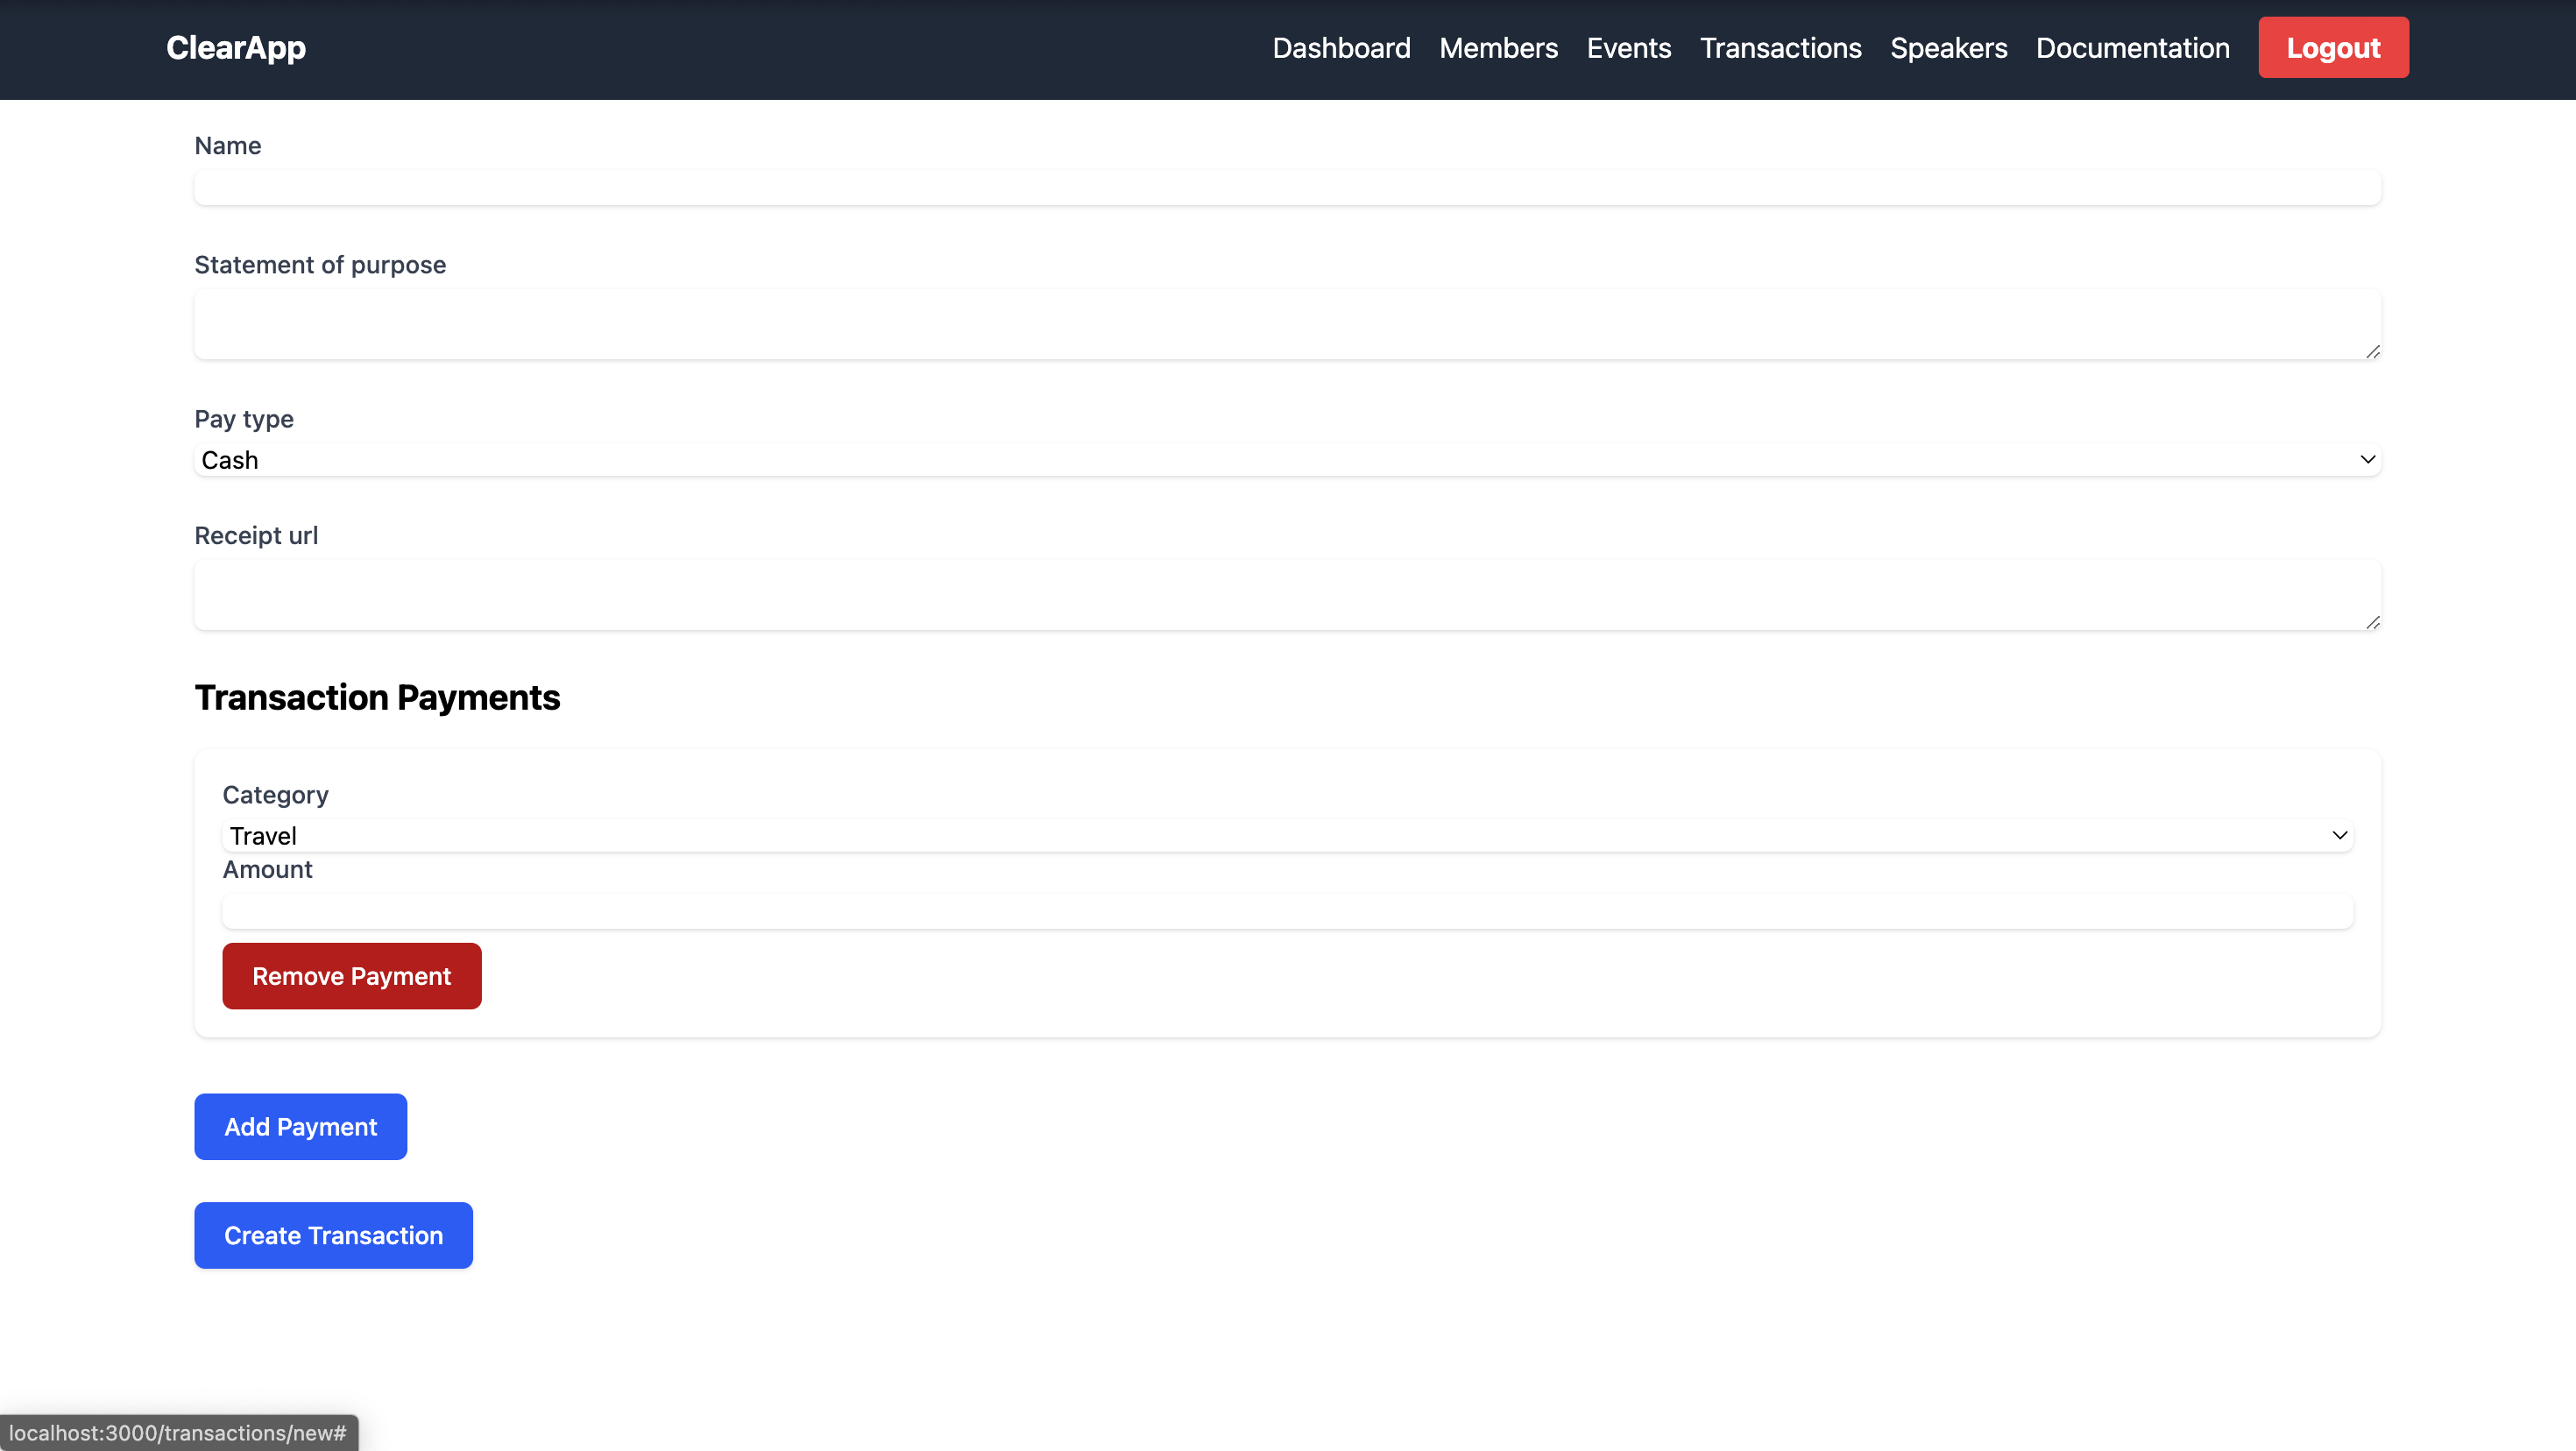 ClearApp
Dashboard Members Events Transactions Speakers Documentation Logout
Name
Statement of purpose
Pay type
Cash
Receipt url
Transaction Payments
Category
Travel
Amount
Remove Payment
Add Payment
Create Transaction
localhost:3000/transactions/new#